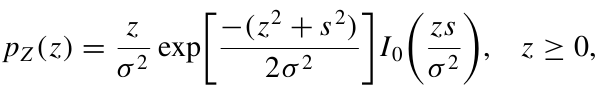 p_Z(z) = \frac{z}{\sigma^2} \exp\left[\frac{-(z^2 + s^2)}{2\sigma^2}\right] I_0\left(\frac{zs}{\sigma^2}\right), \quad z \geq 0,